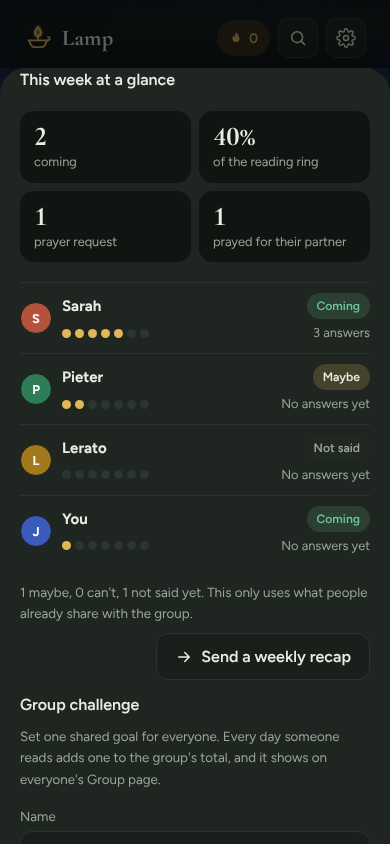 Lamp
0
This week at a glance
2
coming
40%
of the reading ring
1
prayer request
1
prayed for their partner
S
Sarah
Coming
3 answers
P
Pieter
Maybe
No answers yet
L
Lerato
Not said
No answers yet
J
You
Coming
No answers yet
1 maybe, 0 can't, 1 not said yet. This only uses what people
already share with the group.
→ Send a weekly recap
Group challenge
Set one shared goal for everyone. Every day someone
reads adds one to the group's total, and it shows on
everyone's Group page.
Name